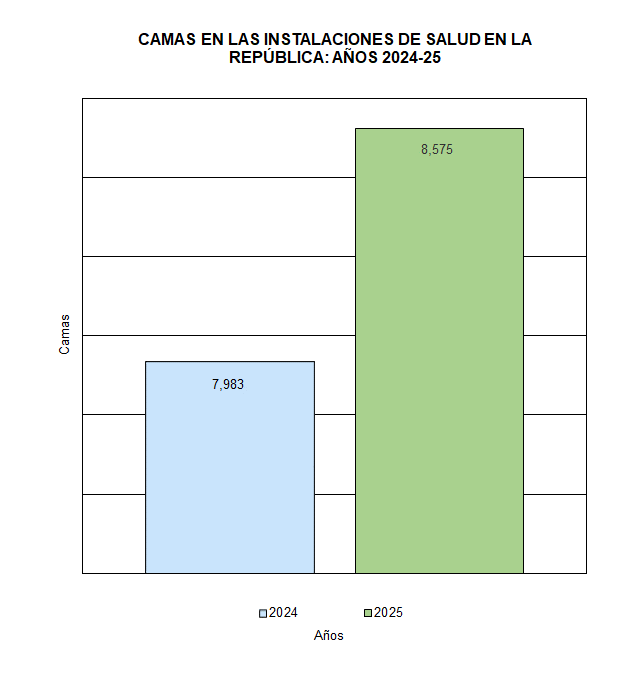 CAMAS EN LAS INSTALACIONES DE SALUD EN LA
REPÚBLICA: AÑOS 2024-25
8,575
Camas
7,983
2024
2025
Años